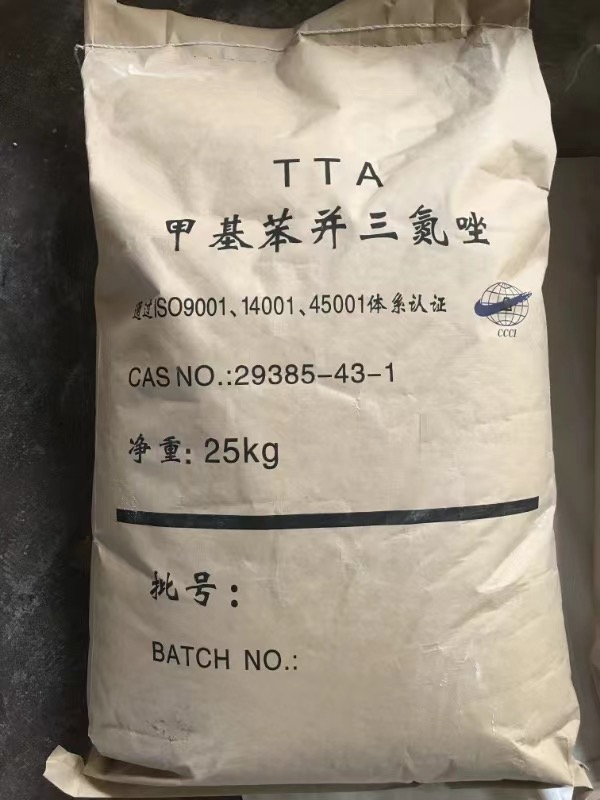 TTA
甲基苯并三氮唑
通过ISO9001、14001、45001体系认证
CCCI
CAS NO.:29385-43-1
净重: 25kg
批号:
BATCH NO.: